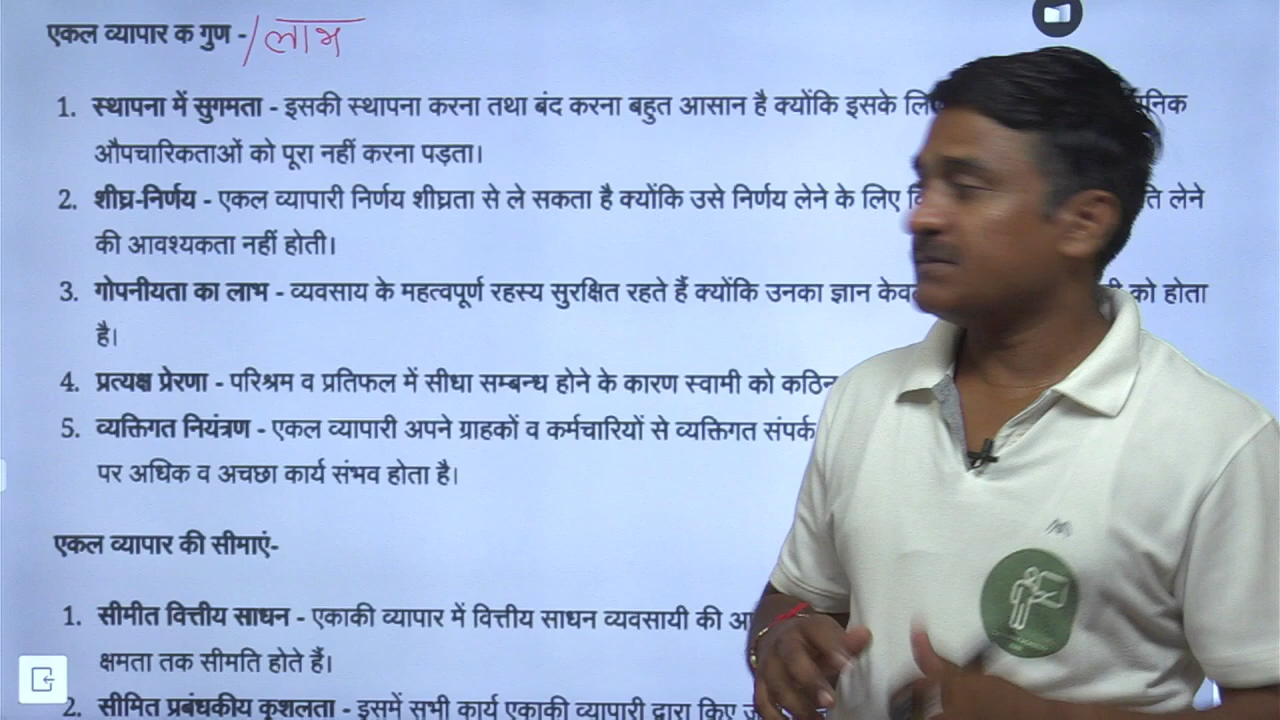 एकल व्यापार क गुण - / लाभ
1. स्थापना में सुगमता - इसकी स्थापना करना तथा बंद करना बहुत आसान है क्योंकि इसके
औपचारिकताओं को पूरा नहीं करना पड़ता।
2. शीघ्र-निर्णय - एकल व्यापारी निर्णय शीघ्रता से ले सकता है क्योंकि उसे निर्णय लेने के लिए लेने
की आवश्यकता नहीं होती।
3. गोपनीयता का लाभ - व्यवसाय के महत्वपूर्ण रहस्य सुरक्षित रहते हैं क्योंकि उनका ज्ञान को होता
है।
4. प्रत्यक्ष प्रेरणा - परिश्रम व प्रतिफल में सीधा सम्बन्ध होने के कारण स्वामी को
5. व्यक्तिगत नियंत्रण - एकल व्यापारी अपने ग्राहकों व कर्मचारियों से व्यक्तिगत संपर्क
पर अधिक व अचछा कार्य संभव होता है।
एकल व्यापार की सीमाएं-
1. सीमीत वित्तीय साधन - एकाकी व्यापार में वित्तीय साधन व्यवसायी की
क्षमता तक सीमति होते हैं।
2. सीमित प्रबंधकीय कुशलता - इसमें सभी कार्य एकाकी व्यापारी द्वारा किए